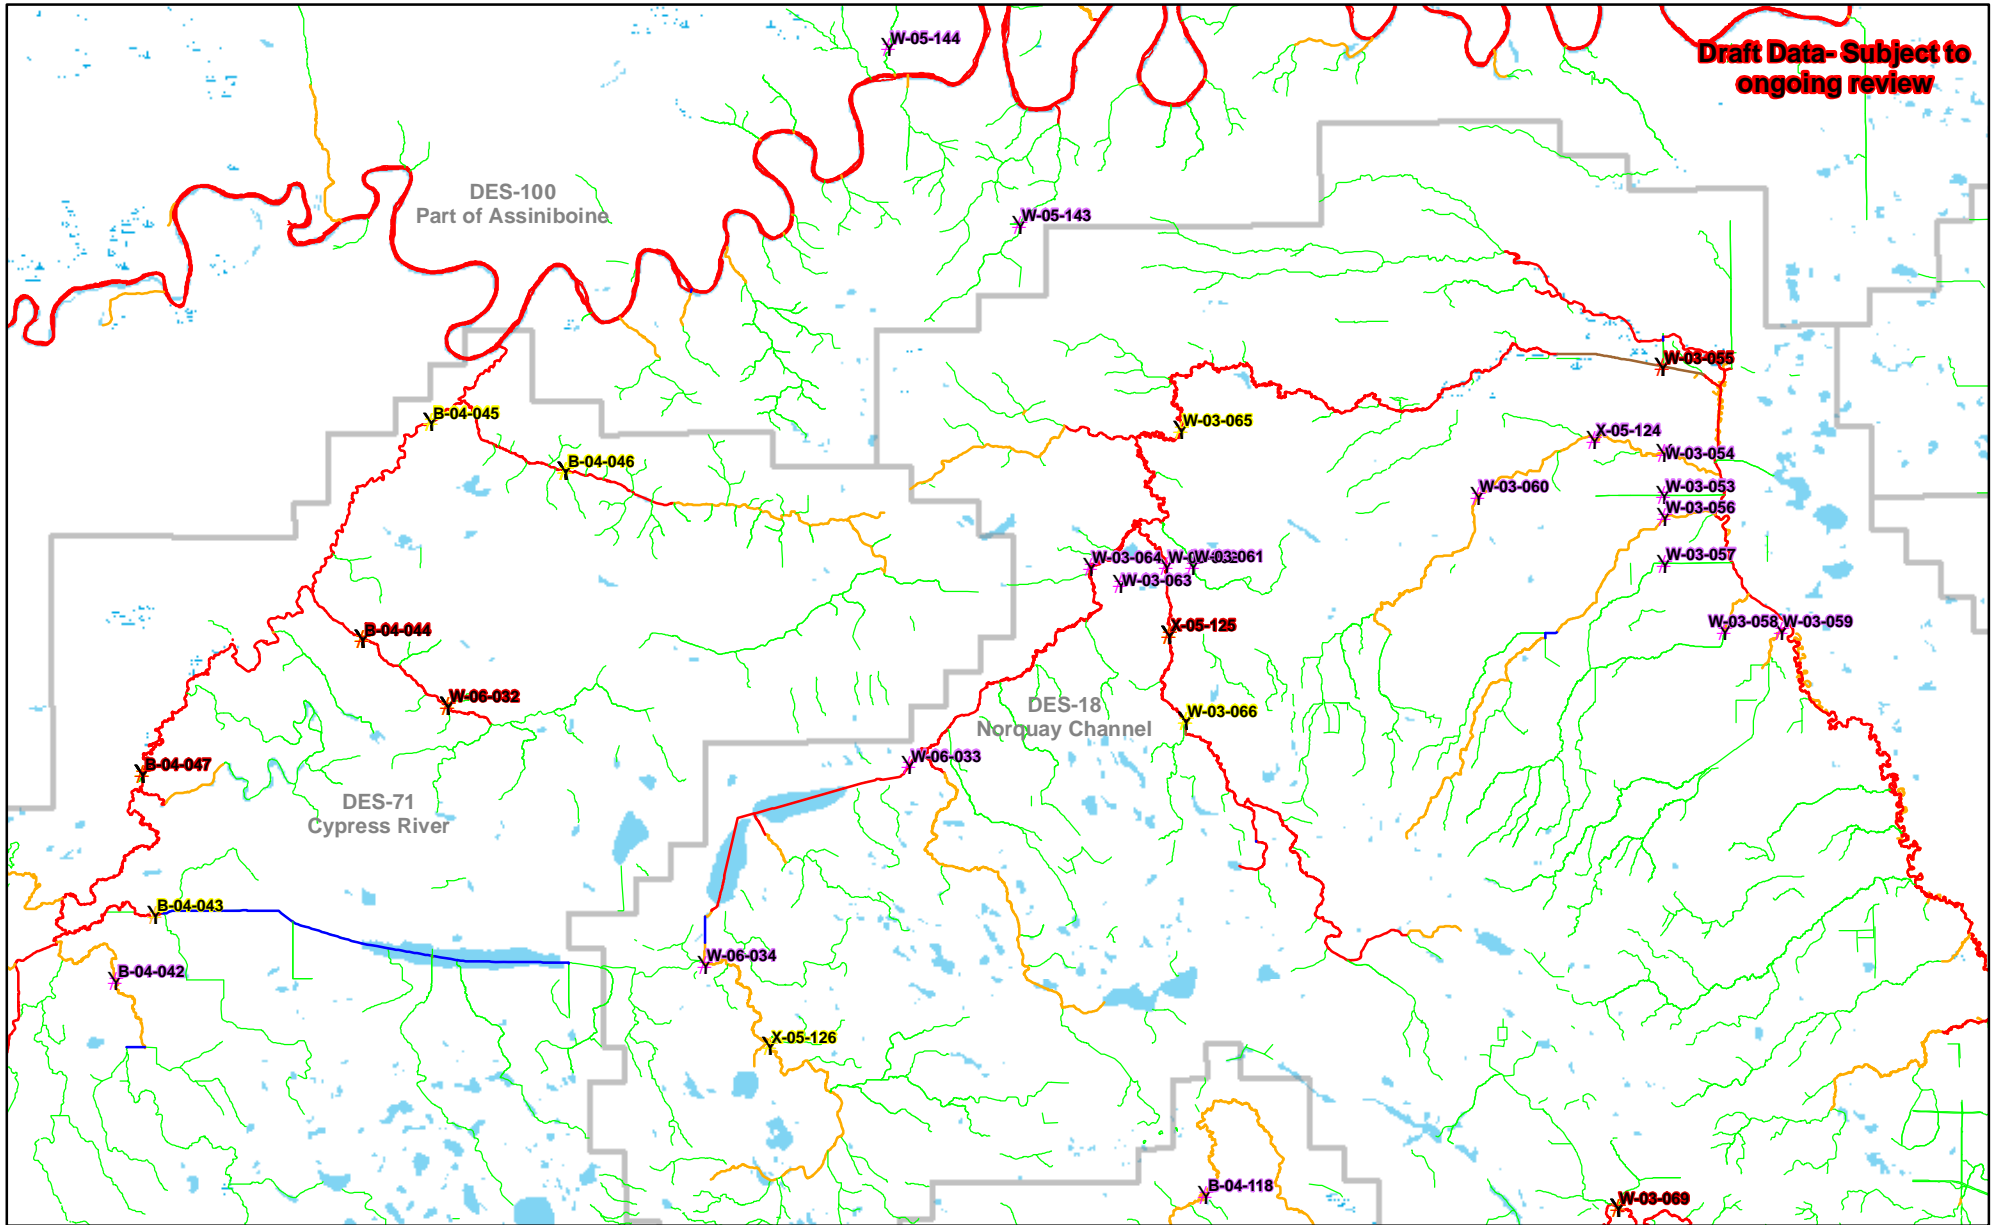 W-05-144
Draft Data- Subject to
ongoing review
DES-100
Part of Assiniboine
W-05-143
W-03-055
B-04-045
W-03-065
X-05-124
W-03-054
B-04-046
W-03-060
W-03-053
W-03-056
W-03-064
W-03-061
W-03-063
W-03-057
B-04-044
X-05-125
W-03-058
W-03-059
W-06-032
DES-18
Norquay Channel
W-03-066
B-04-047
W-06-033
DES-71
Cypress River
B-04-043
W-06-034
B-04-042
X-05-126
B-04-118
W-03-069